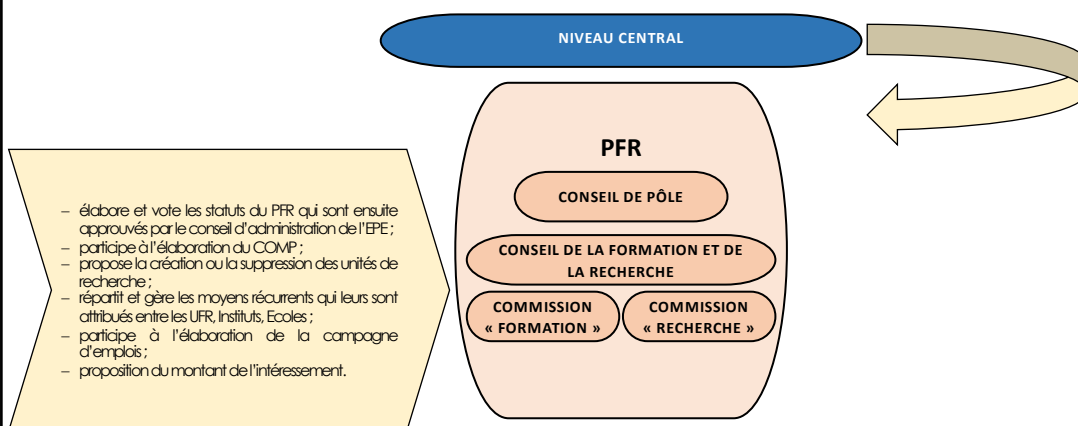 NIVEAU CENTRAL
PFR
CONSEIL DE PÔLE
CONSEIL DE LA FORMATION ET DE
LA RECHERCHE
COMMISSION
« FORMATION »
COMMISSION
« RECHERCHE »
– élabore et vote les statuts du PFR qui sont ensuite
approuvés par le conseil d'administration de l'EPE ;
– participe à l'élaboration du COMP ;
– propose la création ou la suppression des unités de
recherche ;
– répartit et gère les moyens récurrents qui leurs sont
attribués entre les UFR, Instituts, Ecoles ;
– participe à l'élaboration de la campagne
d'emplois ;
– proposition du montant de l'intéressement.